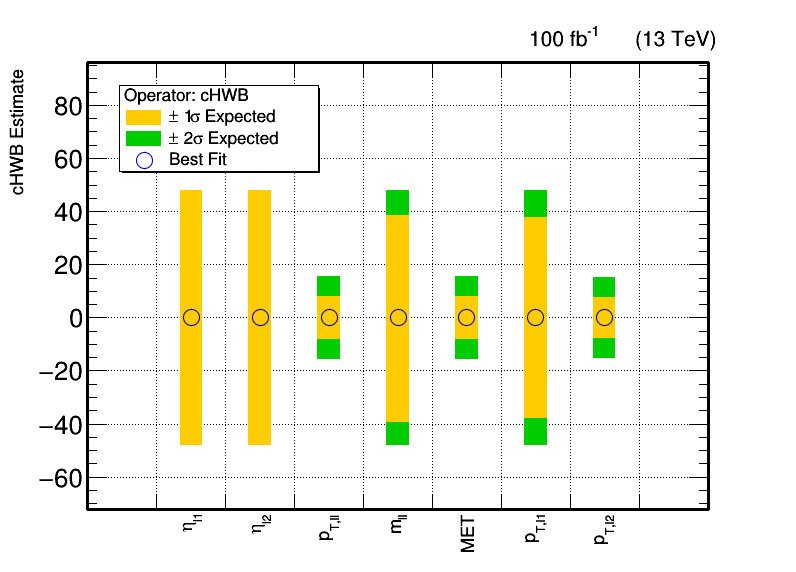 100 fb⁻¹ (13 TeV)
cHWB Estimate
Operator: cHWB
± 1σ Expected
± 2σ Expected
Best Fit
80
60
40
20
0
−20
−40
−60
η_l1 η_l2 p_T,ll m_ll MET p_T,l1 p_T,l2